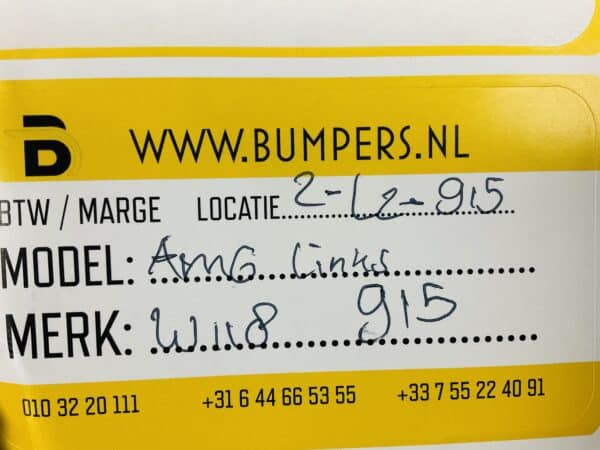 WWW.BUMPERS.NL
BTW / MARGE LOCATIE 2-12-915
MODEL: AMG Links
MERK: W118 915
010 32 20 111 +31 6 44 66 53 55 +33 7 55 22 40 91